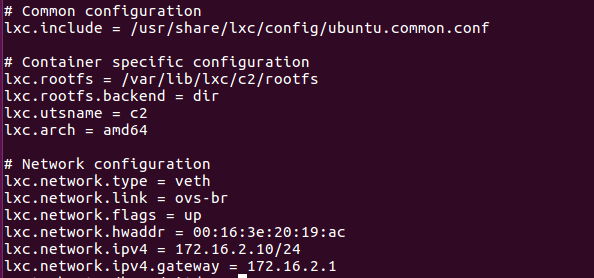 # Common configuration
lxc.include = /usr/share/lxc/config/ubuntu.common.conf

# Container specific configuration
lxc.rootfs = /var/lib/lxc/c2/rootfs
lxc.rootfs.backend = dir
lxc.utsname = c2
lxc.arch = amd64

# Network configuration
lxc.network.type = veth
lxc.network.link = ovs-br
lxc.network.flags = up
lxc.network.hwaddr = 00:16:3e:20:19:ac
lxc.network.ipv4 = 172.16.2.10/24
lxc.network.ipv4.gateway = 172.16.2.1